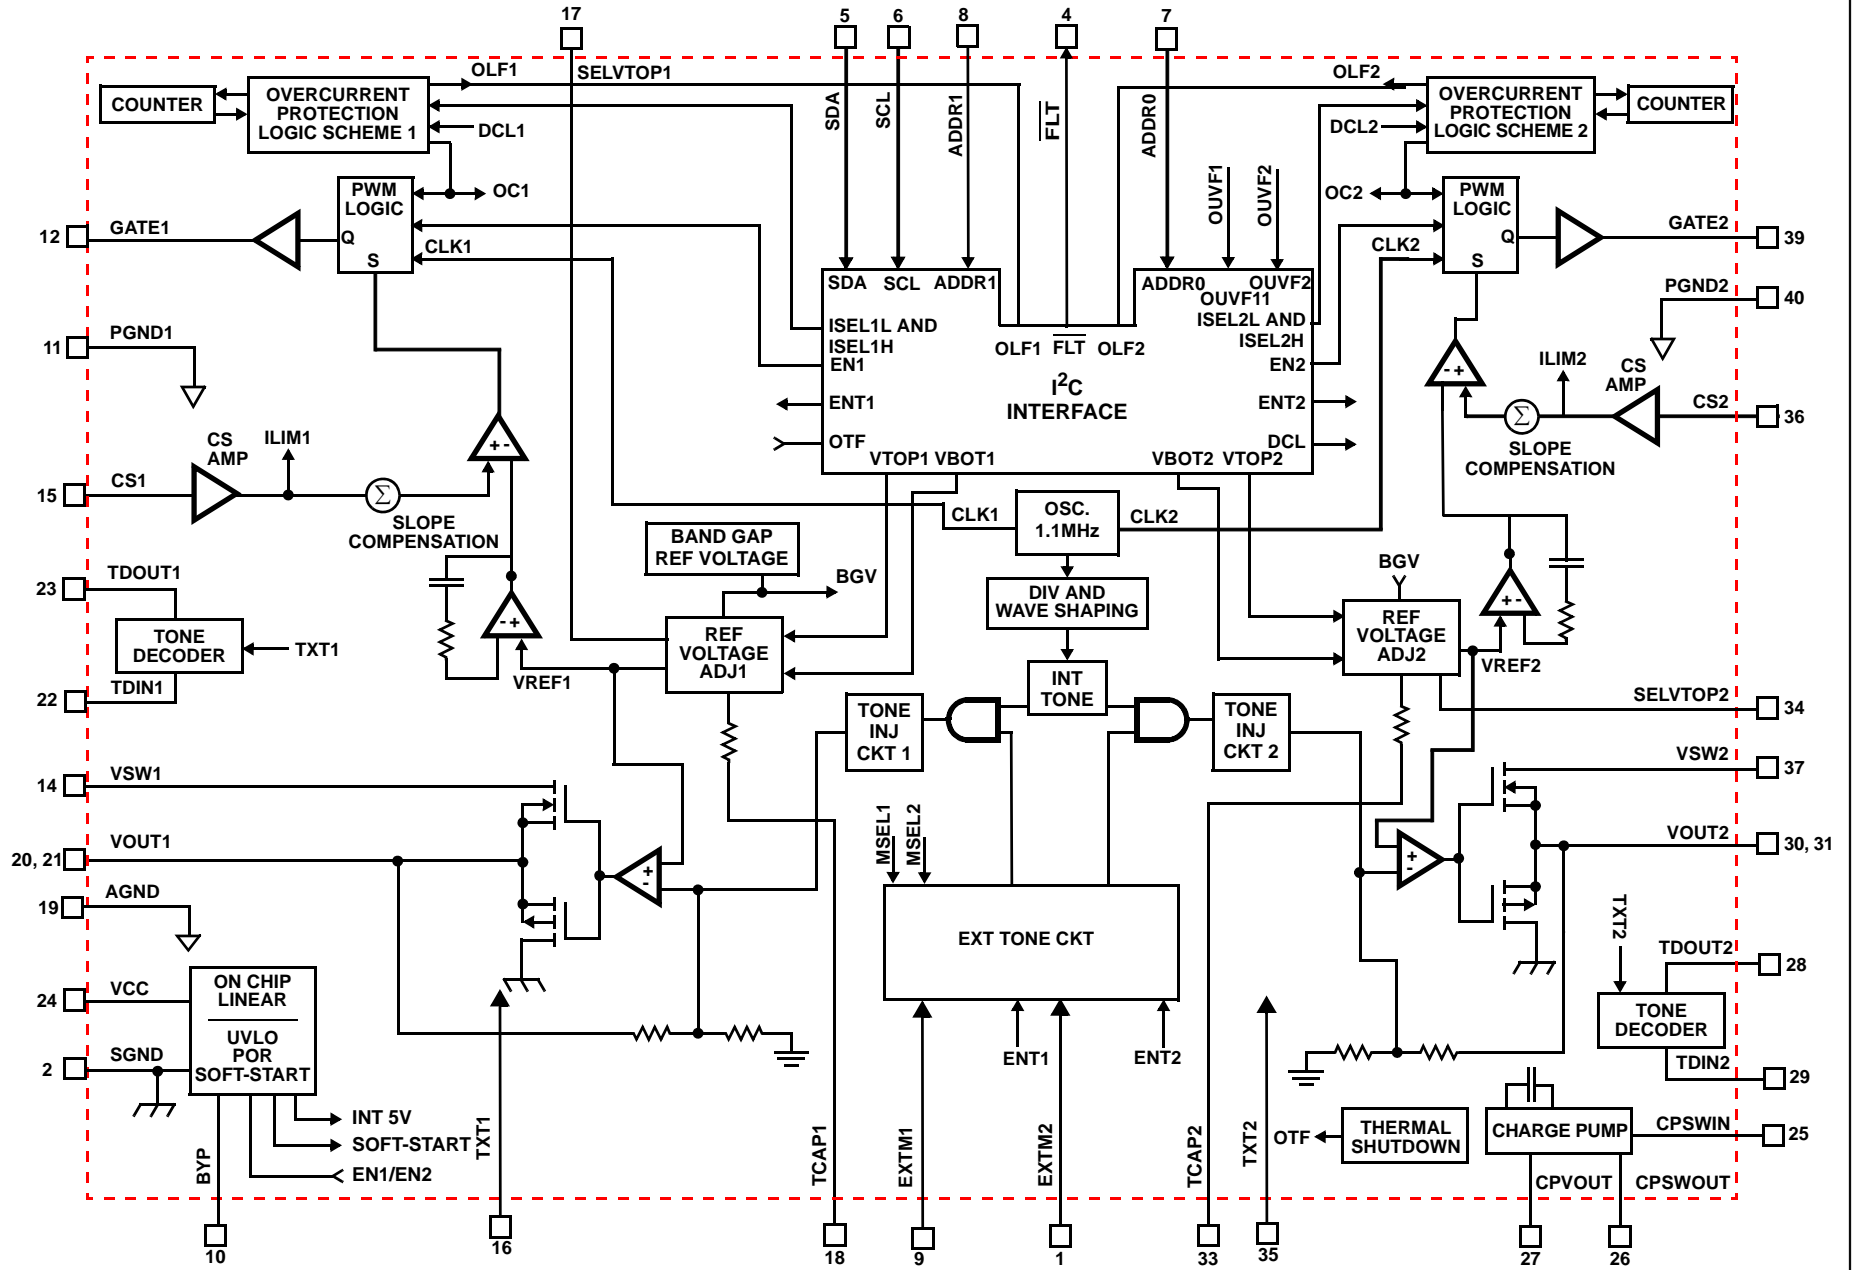 17
5
6
8
4
7
OLF1
SELVTOP1
OLF2
COUNTER
OVERCURRENT
PROTECTION
LOGIC SCHEME 1
DCL1
SDA
SCL
ADDR1
FLT
ADDR0
OUVF1
OUVF2
DCL2
OVERCURRENT
PROTECTION
LOGIC SCHEME 2
COUNTER
PWM
LOGIC
Q
S
OC1
CLK1
OC2
CLK2
PWM
LOGIC
Q
S
12
GATE1
GATE2
39
11
PGND1
PGND2
40
SDA
SCL
ADDR1
ADDR0
OUVF2
OUVF11
ISEL1L AND
ISEL1H
EN1
ENT1
OTF
OLF1
FLT
OLF2
I2C
INTERFACE
ISEL2L AND
ISEL2H
EN2
ENT2
DCL
VTOP1
VBOT1
VBOT2
VTOP2
- +
ILIM2
CS
AMP
CS2
36
Σ
SLOPE
COMPENSATION
CS
AMP
ILIM1
+ -
15
CS1
Σ
SLOPE
COMPENSATION
CLK1
OSC.
1.1MHz
CLK2
BAND GAP
REF VOLTAGE
BGV
BGV
23
TDOUT1
TONE
DECODER
TXT1
TDIN1
22
- +
VREF1
REF
VOLTAGE
ADJ1
DIV AND
WAVE SHAPING
INT
TONE
REF
VOLTAGE
ADJ2
+ -
VREF2
SELVTOP2
34
TONE
INJ
CKT 1
TONE
INJ
CKT 2
14
VSW1
VSW2
37
20, 21
VOUT1
VOUT2
30, 31
+
-
+
-
MSEL1
MSEL2
19
AGND
EXT TONE CKT
TXT2
TDOUT2
28
24
VCC
ON CHIP
LINEAR
UVLO
POR
SOFT-START
TONE
DECODER
TDIN2
29
2
SGND
ENT1
ENT2
INT 5V
SOFT-START
EN1/EN2
BYP
TXT1
TCAP1
EXTM1
EXTM2
TCAP2
TXT2
OTF
THERMAL
SHUTDOWN
CHARGE PUMP
CPSWIN
25
CPVOUT
CPSWOUT
10
16
18
9
1
33
35
27
26